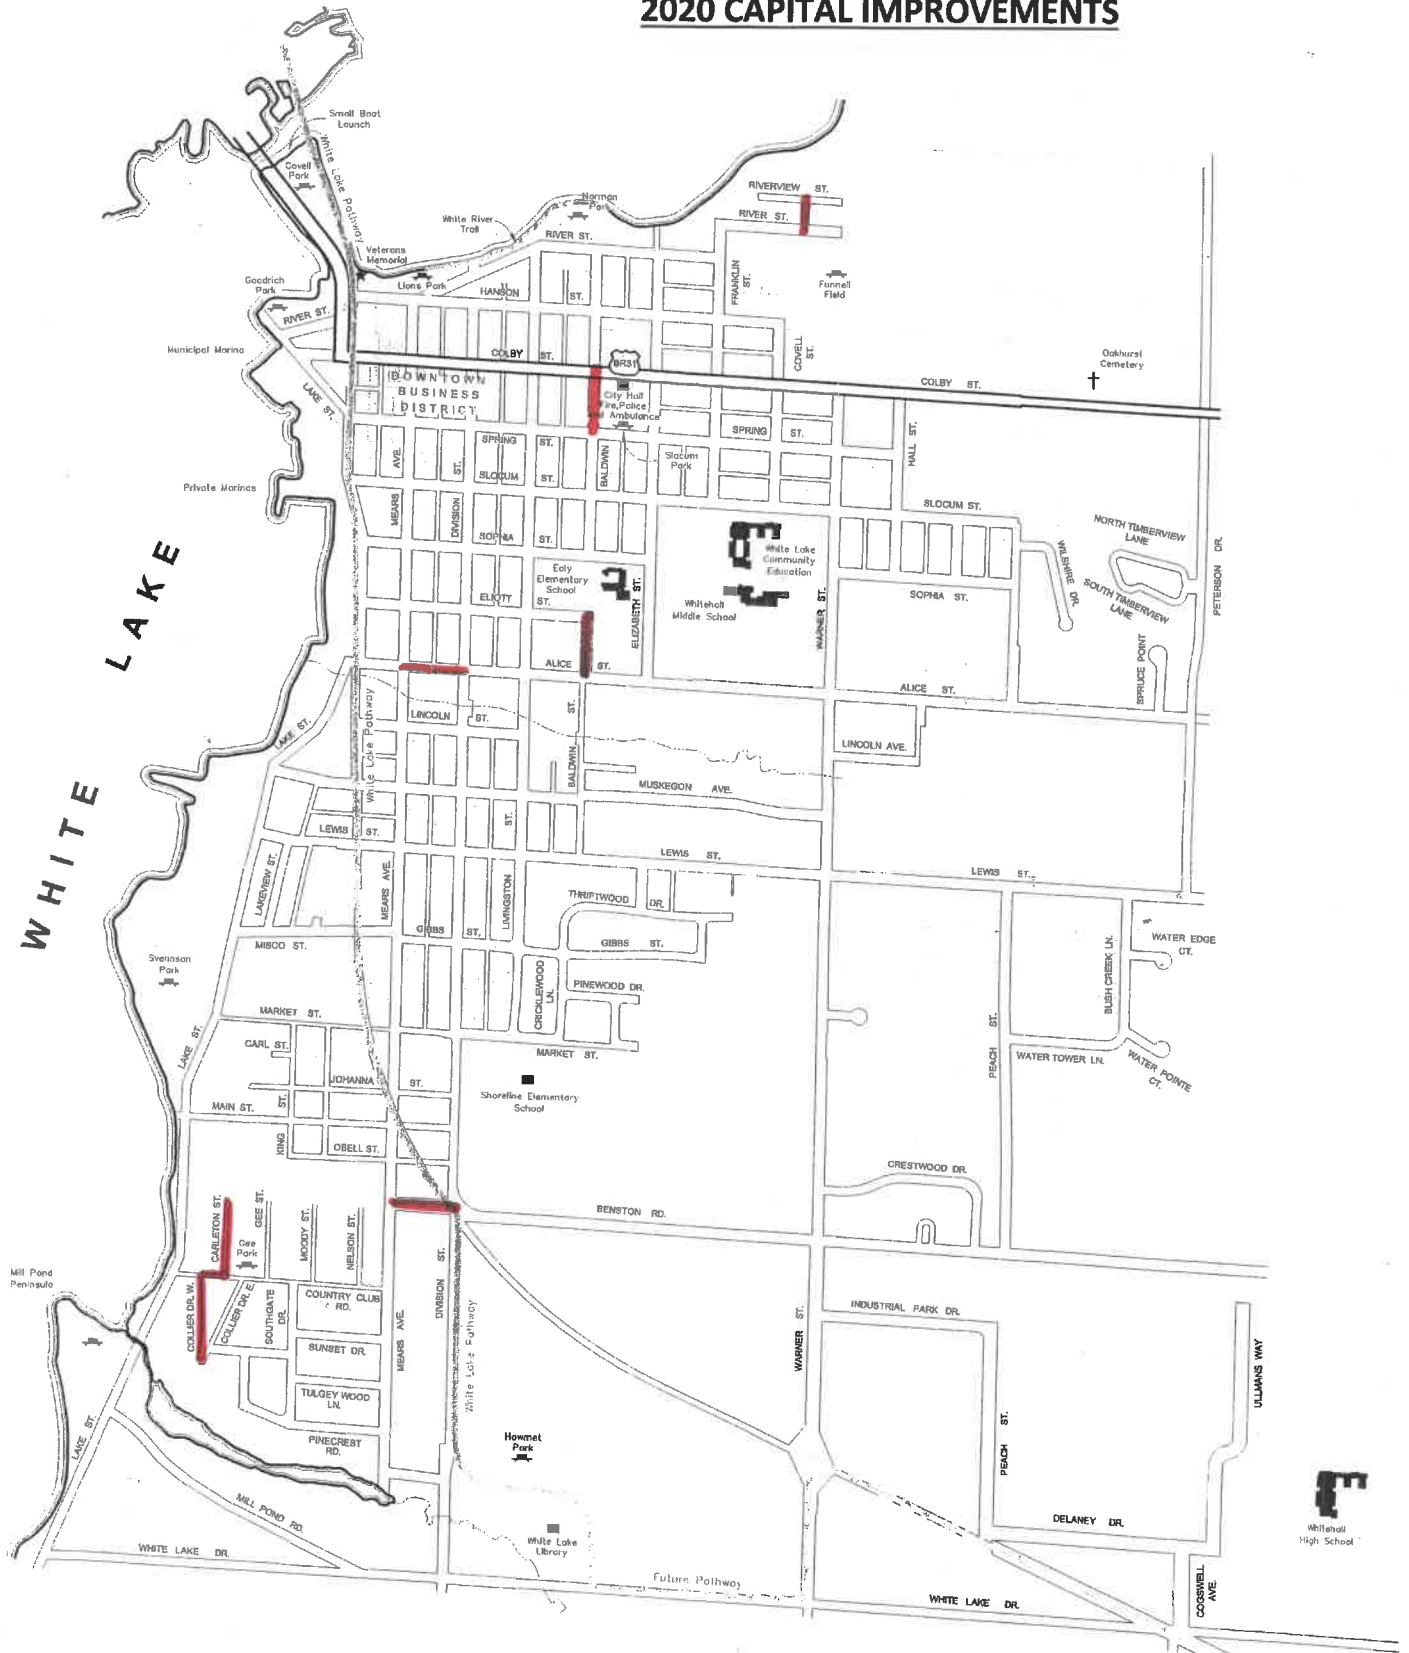 2020 CAPITAL IMPROVEMENTS
Small Boat
Launch
White Lake Pathway
Covell
Park
RIVERVIEW ST.
Norman
Park
RIVER ST.
White River
Trail
RIVER ST.
Veterans
Memorial
Lions Park
HANSON ST.
FRANKLIN
ST.
Funnell
Field
Goodrich
Park
RIVER ST.
Municipal Marina
COLBY ST.
BR31
COVELL
ST.
Oakhurst
Cemetery
COLBY ST.
DOWNTOWN
BUSINESS
DISTRICT
LAKE ST.
City Hall
Fire, Police
Ambulance
SPRING ST.
SPRING ST.
HALL ST.
Slocum
Park
BALDWIN
AVE.
ST.
SLOCUM ST.
Private Marinas
MEARS
DIVISION
SLOCUM ST.
NORTH TIMBERVIEW
LANE
SOPHIA ST.
White Lake
Community
Education
WILSHIRE DR.
PETERSON DR.
Ealy
Elementary
School
SOUTH TIMBERVIEW
LANE
ELIOTT ST.
ELIZABETH ST.
Whitehall
Middle School
WARNER ST.
SOPHIA ST.
WHITE LAKE
SPRUCE POINT
ALICE ST.
ALICE ST.
White Lake Pathway
LINCOLN ST.
LAKE ST.
ST.
BALDWIN
LINCOLN AVE.
MUSKEGON AVE.
LEWIS ST.
ST.
LEWIS ST.
LEWIS ST.
LAKEVIEW ST.
MEARS AVE.
LIVINGSTON
THRIFTWOOD DR.
GIBBS ST.
GIBBS ST.
MISCO ST.
Svennson
Park
CRICKLEWOOD
LN.
PINEWOOD DR.
BUSH CREEK LN.
WATER EDGE
CT.
MARKET ST.
LAKE ST.
CARL ST.
MARKET ST.
PEACH ST.
WATER TOWER LN.
WATER POINTE
CT.
JOHANNA ST.
Shoreline Elementary
School
MAIN ST.
KING ST.
OBELL ST.
CRESTWOOD DR.
CARLETON ST.
GEE ST.
MOODY ST.
NELSON ST.
BENSTON RD.
Gee
Park
Mill Pond
Peninsula
COLLIER DR. W.
COLLIER DR. E.
SOUTHGATE
DR.
COUNTRY CLUB
RD.
MEARS AVE.
DIVISION ST.
White Lake Pathway
WARNER ST.
INDUSTRIAL PARK DR.
SUNSET DR.
ULLMANS WAY
TULGEY WOOD
LN.
PINECREST
RD.
LAKE ST.
Howmet
Park
PEACH ST.
MILL POND RD.
White Lake
Library
DELANEY DR.
Whitehall
High School
WHITE LAKE DR.
Future Pathway
WHITE LAKE DR.
COGSWELL
AVE.